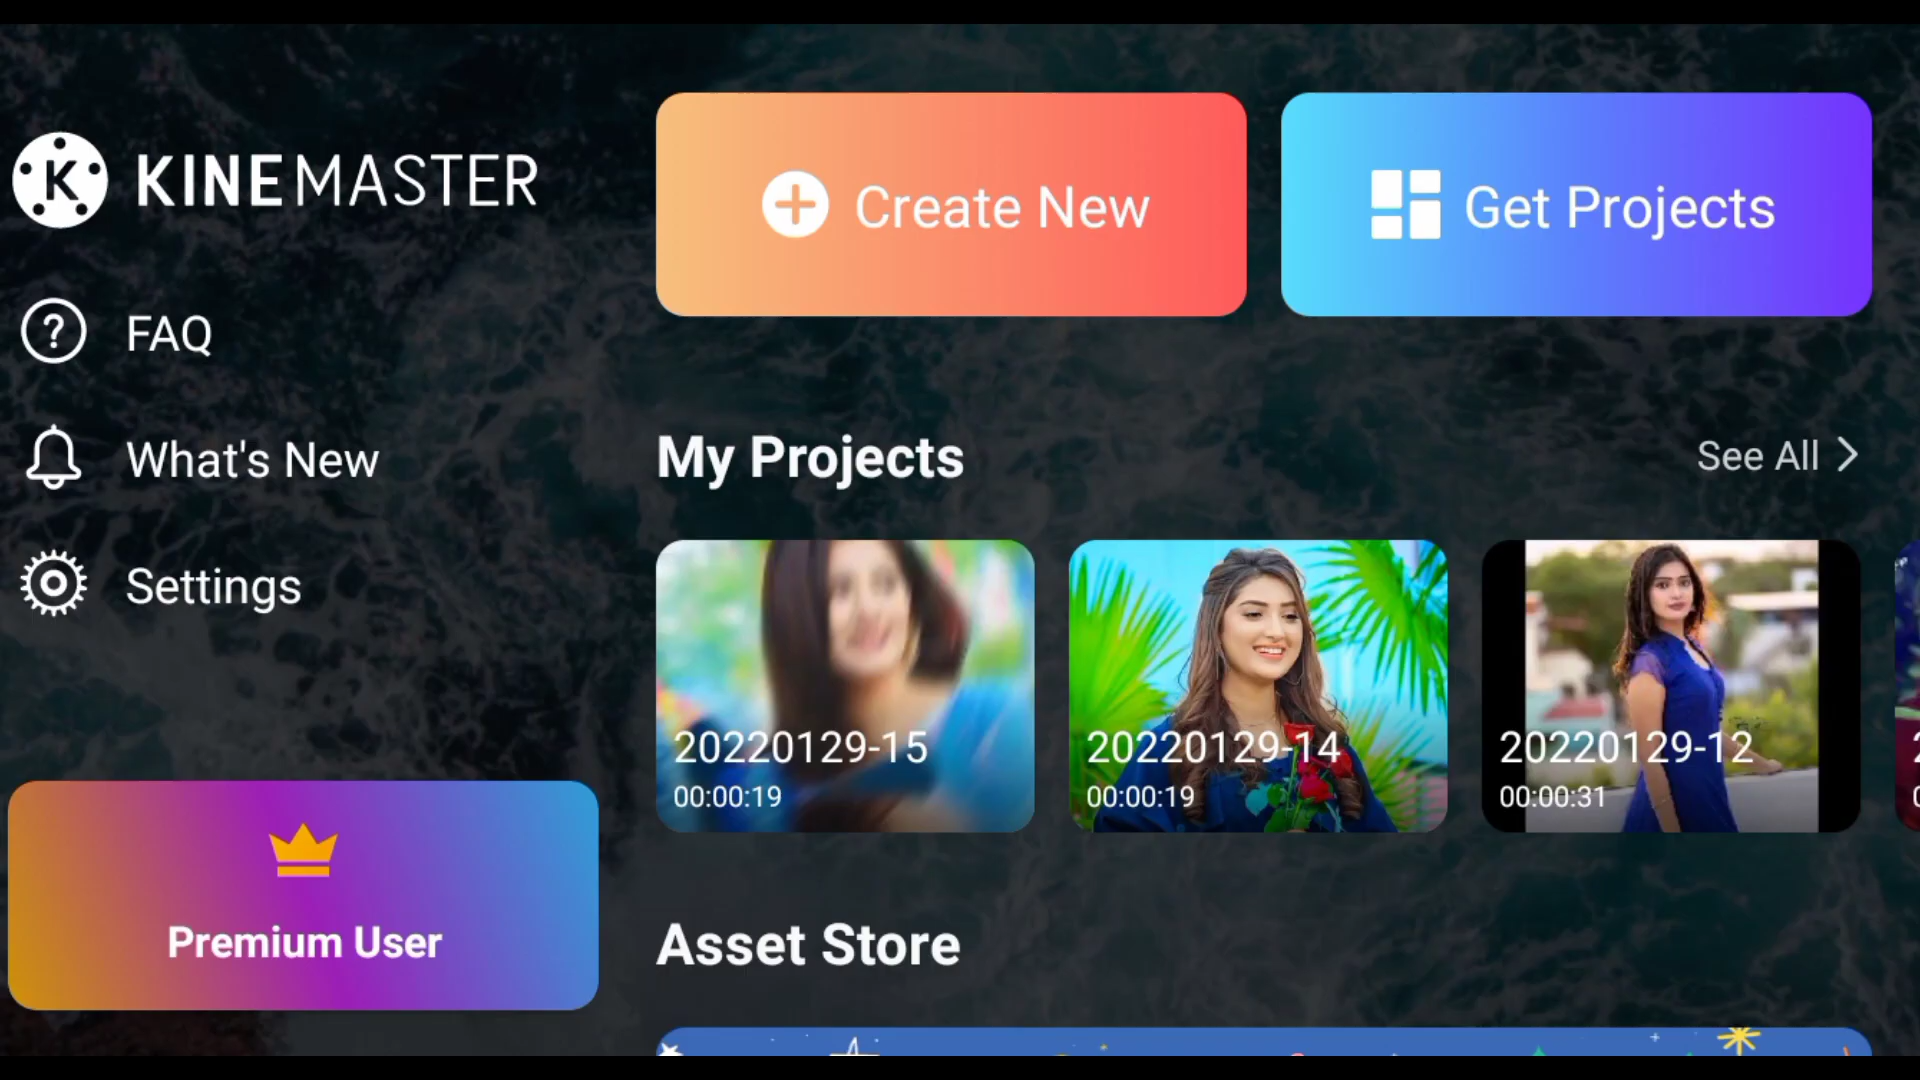 KINEMASTER
FAQ
What's New
Settings
Premium User
Create New
Get Projects
My Projects
See All
20220129-15
00:00:19
20220129-14
00:00:19
20220129-12
00:00:31
Asset Store